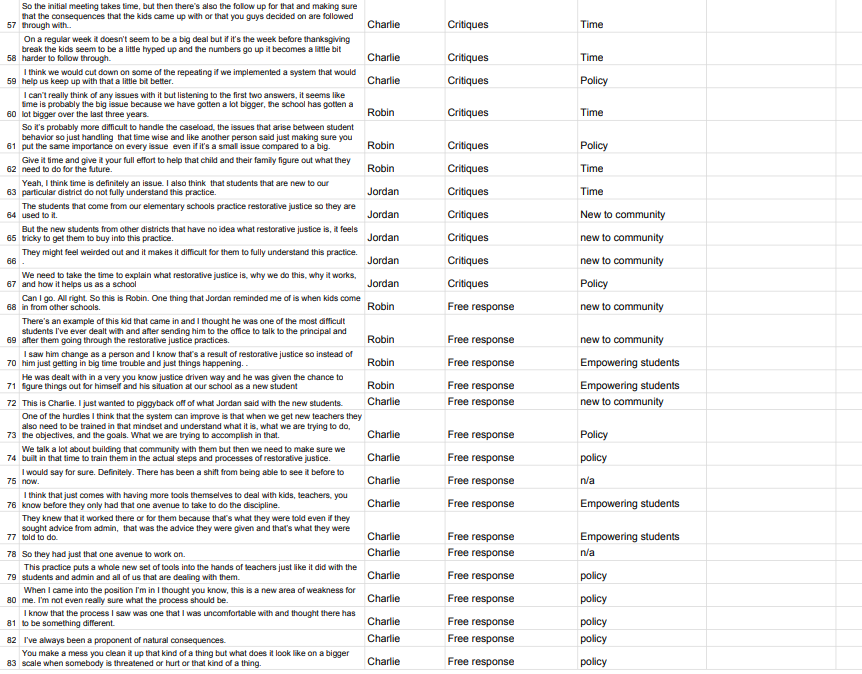 So the initial meeting takes time, but then there's also the follow up for that and making sure
that the consequences that the kids came up with or that you guys decided on are followed
57 through with.. Charlie Critiques Time
On a regular week it doesn't seem to be a big deal but if it's the week before thanksgiving
break the kids seem to be a little hyped up and the numbers go up it becomes a little bit
58 harder to follow through. Charlie Critiques Time
I think we would cut down on some of the repeating if we implemented a system that would
59 help us keep up with that a little bit better. Charlie Critiques Policy
I can't really think of any issues with it but listening to the first two answers, it seems like
time is probably the big issue because we have gotten a lot bigger, the school has gotten a
60 lot bigger over the last three years. Robin Critiques Time
So it's probably more difficult to handle the caseload, the issues that arise between student
behavior so just handling that time wise and like another person said just making sure you
61 put the same importance on every issue even if it's a small issue compared to a big. Robin Critiques Policy
Give it time and give it your full effort to help that child and their family figure out what they
62 need to do for the future. Robin Critiques Time
Yeah, I think time is definitely an issue. I also think that students that are new to our
63 particular district do not fully understand this practice. Jordan Critiques Time
The students that come from our elementary schools practice restorative justice so they are
64 used to it. Jordan Critiques New to community
But the new students from other districts that have no idea what restorative justice is, it feels
65 tricky to get them to buy into this practice. Jordan Critiques new to community
They might feel weirded out and it makes it difficult for them to fully understand this practice.
66 . Jordan Critiques new to community
We need to take the time to explain what restorative justice is, why we do this, why it works,
67 and how it helps us as a school Jordan Critiques Policy
Can I go. All right. So this is Robin. One thing that Jordan reminded me of is when kids come
68 in from other schools. Robin Free response new to community
There's an example of this kid that came in and I thought he was one of the most difficult
students I've ever dealt with and after sending him to the office to talk to the principal and
69 after them going through the restorative justice practices. Robin Free response new to community
I saw him change as a person and I know that's a result of restorative justice so instead of
70 him just getting in big time trouble and just things happening. . Robin Free response Empowering students
He was dealt with in a very you know justice driven way and he was given the chance to
71 figure things out for himself and his situation at our school as a new student Robin Free response Empowering students
72 This is Charlie. I just wanted to piggyback off of what Jordan said with the new students. Charlie Free response new to community
One of the hurdles I think that the system can improve is that when we get new teachers they
also need to be trained in that mindset and understand what it is, what we are trying to do,
73 the objectives, and the goals. What we are trying to accomplish in that. Charlie Free response Policy
We talk a lot about building that community with them but then we need to make sure we
74 built in that time to train them in the actual steps and processes of restorative justice. Charlie Free response policy
I would say for sure. Definitely. There has been a shift from being able to see it before to
75 now. Charlie Free response n/a
I think that just comes with having more tools themselves to deal with kids, teachers, you
76 know before they only had that one avenue to take to do the discipline. Charlie Free response Empowering students
They knew that it worked there or for them because that's what they were told even if they
sought advice from admin, that was the advice they were given and that's what they were
77 told to do. Charlie Free response Empowering students
78 So they had just that one avenue to work on. Charlie Free response n/a
This practice puts a whole new set of tools into the hands of teachers just like it did with the
79 students and admin and all of us that are dealing with them. Charlie Free response policy
When I came into the position I'm in I thought you know, this is a new area of weakness for
80 me. I'm not even really sure what the process should be. Charlie Free response policy
I know that the process I saw was one that I was uncomfortable with and thought there has
81 to be something different. Charlie Free response policy
82 I've always been a proponent of natural consequences. Charlie Free response policy
You make a mess you clean it up that kind of a thing but what does it look like on a bigger
83 scale when somebody is threatened or hurt or that kind of a thing. Charlie Free response policy